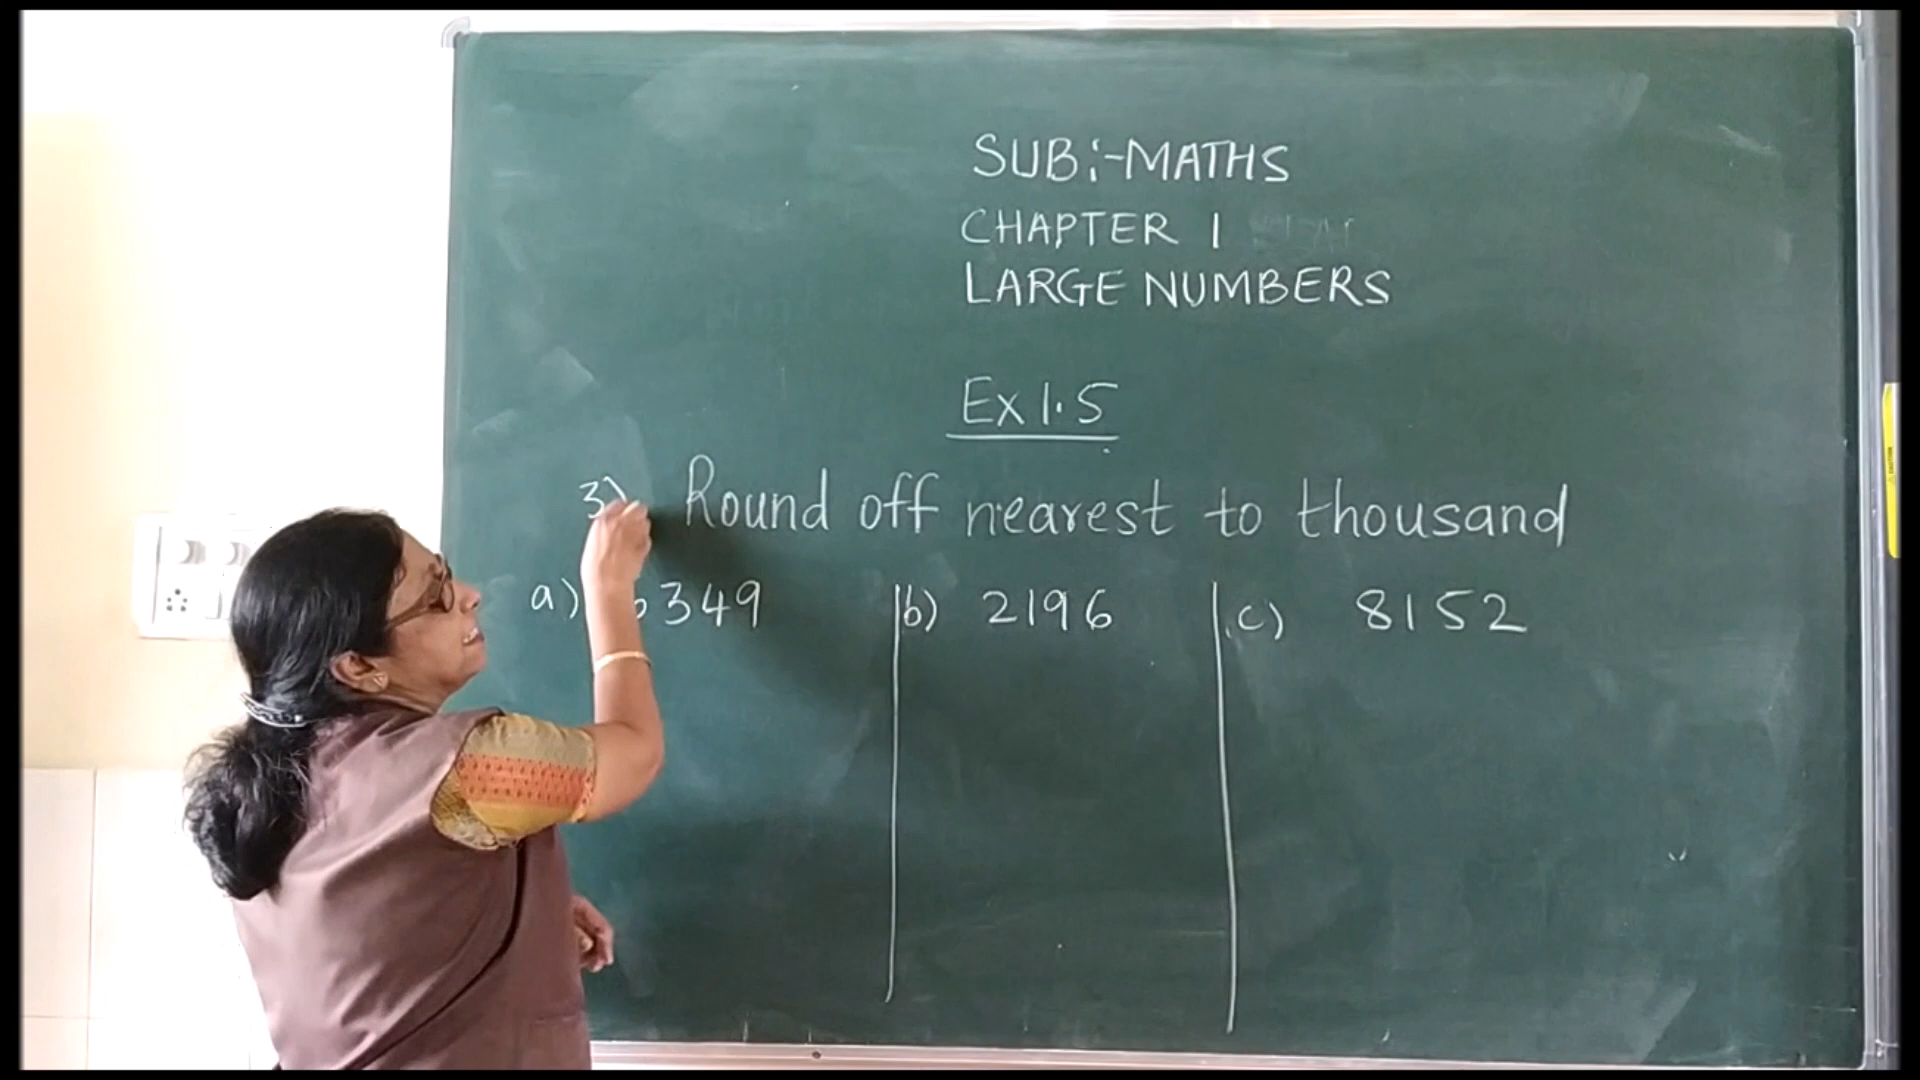 SUB:-MATHS
CHAPTER 1
LARGE NUMBERS
Ex 1.5
3) Round off nearest to thousand
a) 349 b) 2196 c) 8152